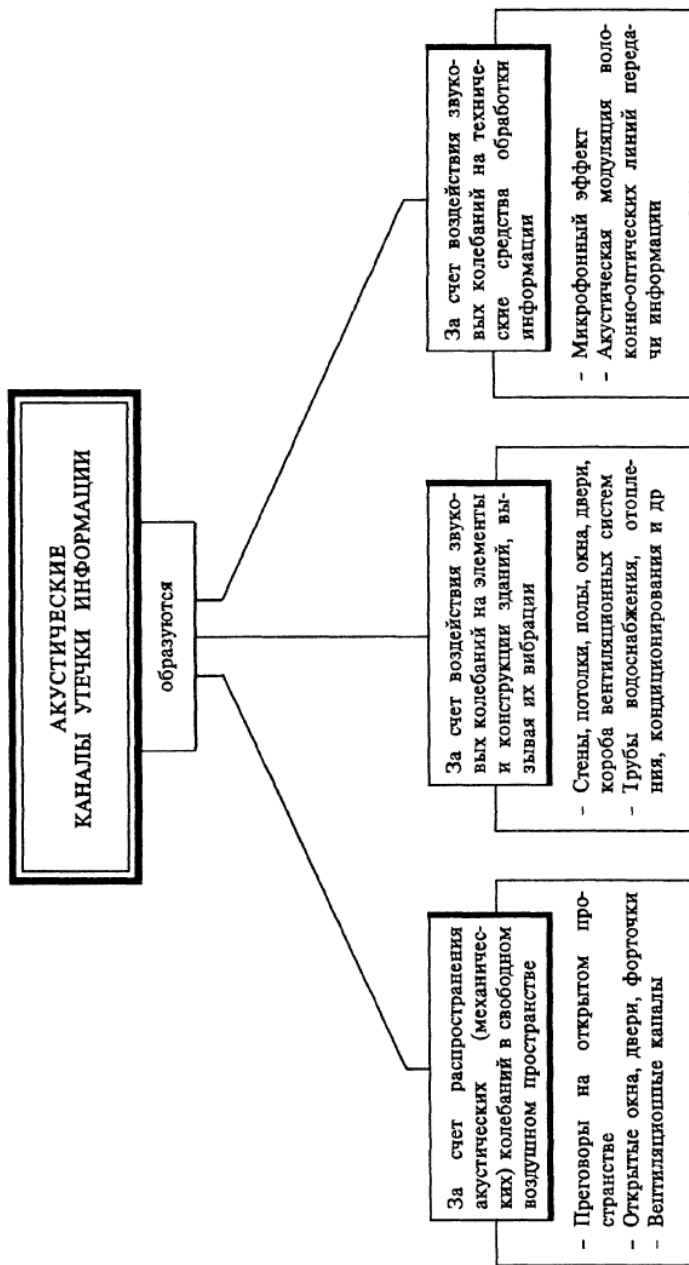 АКУСТИЧЕСКИЕ
КАНАЛЫ УТЕЧКИ ИНФОРМАЦИИ
образуются
За счет распространения
акустических (механичес-
ких) колебаний в свободном
воздушном пространстве
- Преговоры на открытом про-
странстве
- Открытые окна, двери, форточки
- Вентиляционные каналы
За счет воздействия звуко-
вых колебаний на элементы
и конструкции зданий, вы-
зывая их вибрации
- Стены, потолки, полы, окна, двери,
короба вентиляционных систем
- Трубы водоснабжения, отопле-
ния, кондиционирования и др
За счет воздействия звуко-
вых колебаний на техниче-
ские средства обработки
информации
- Микрофонный эффект
- Акустическая модуляция воло-
конно-оптических линий переда-
чи информации